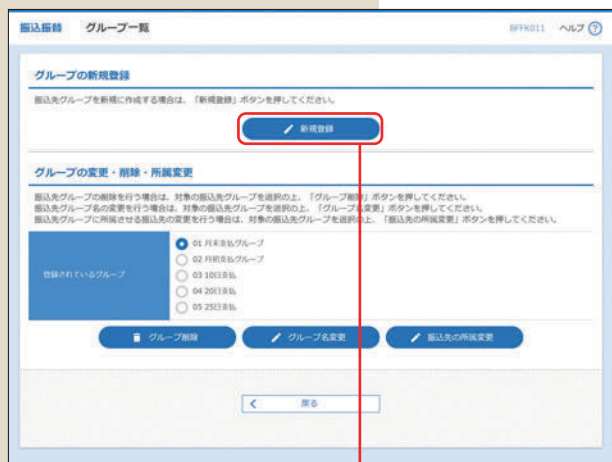 振込振替 グループ一覧 BFFK011 ヘルプ ?
グループの新規登録
振込先グループを新規に作成する場合は、「新規登録」ボタンを押してください。
新規登録
グループの変更・削除・所属変更
振込先グループの削除を行う場合は、対象の振込先グループを選択の上、「グループ削除」ボタンを押してください。
振込先グループ名の変更を行う場合は、対象の振込先グループを選択の上、「グループ名変更」ボタンを押してください。
振込先グループに所属させる振込先の変更を行う場合は、対象の振込先グループを選択の上、「振込先の所属変更」ボタンを押してください。
登録されているグループ
01 月末支払グループ
02 月初支払グループ
03 10日支払
04 20日支払
05 25日支払
グループ削除 グループ名変更 振込先の所属変更
戻る